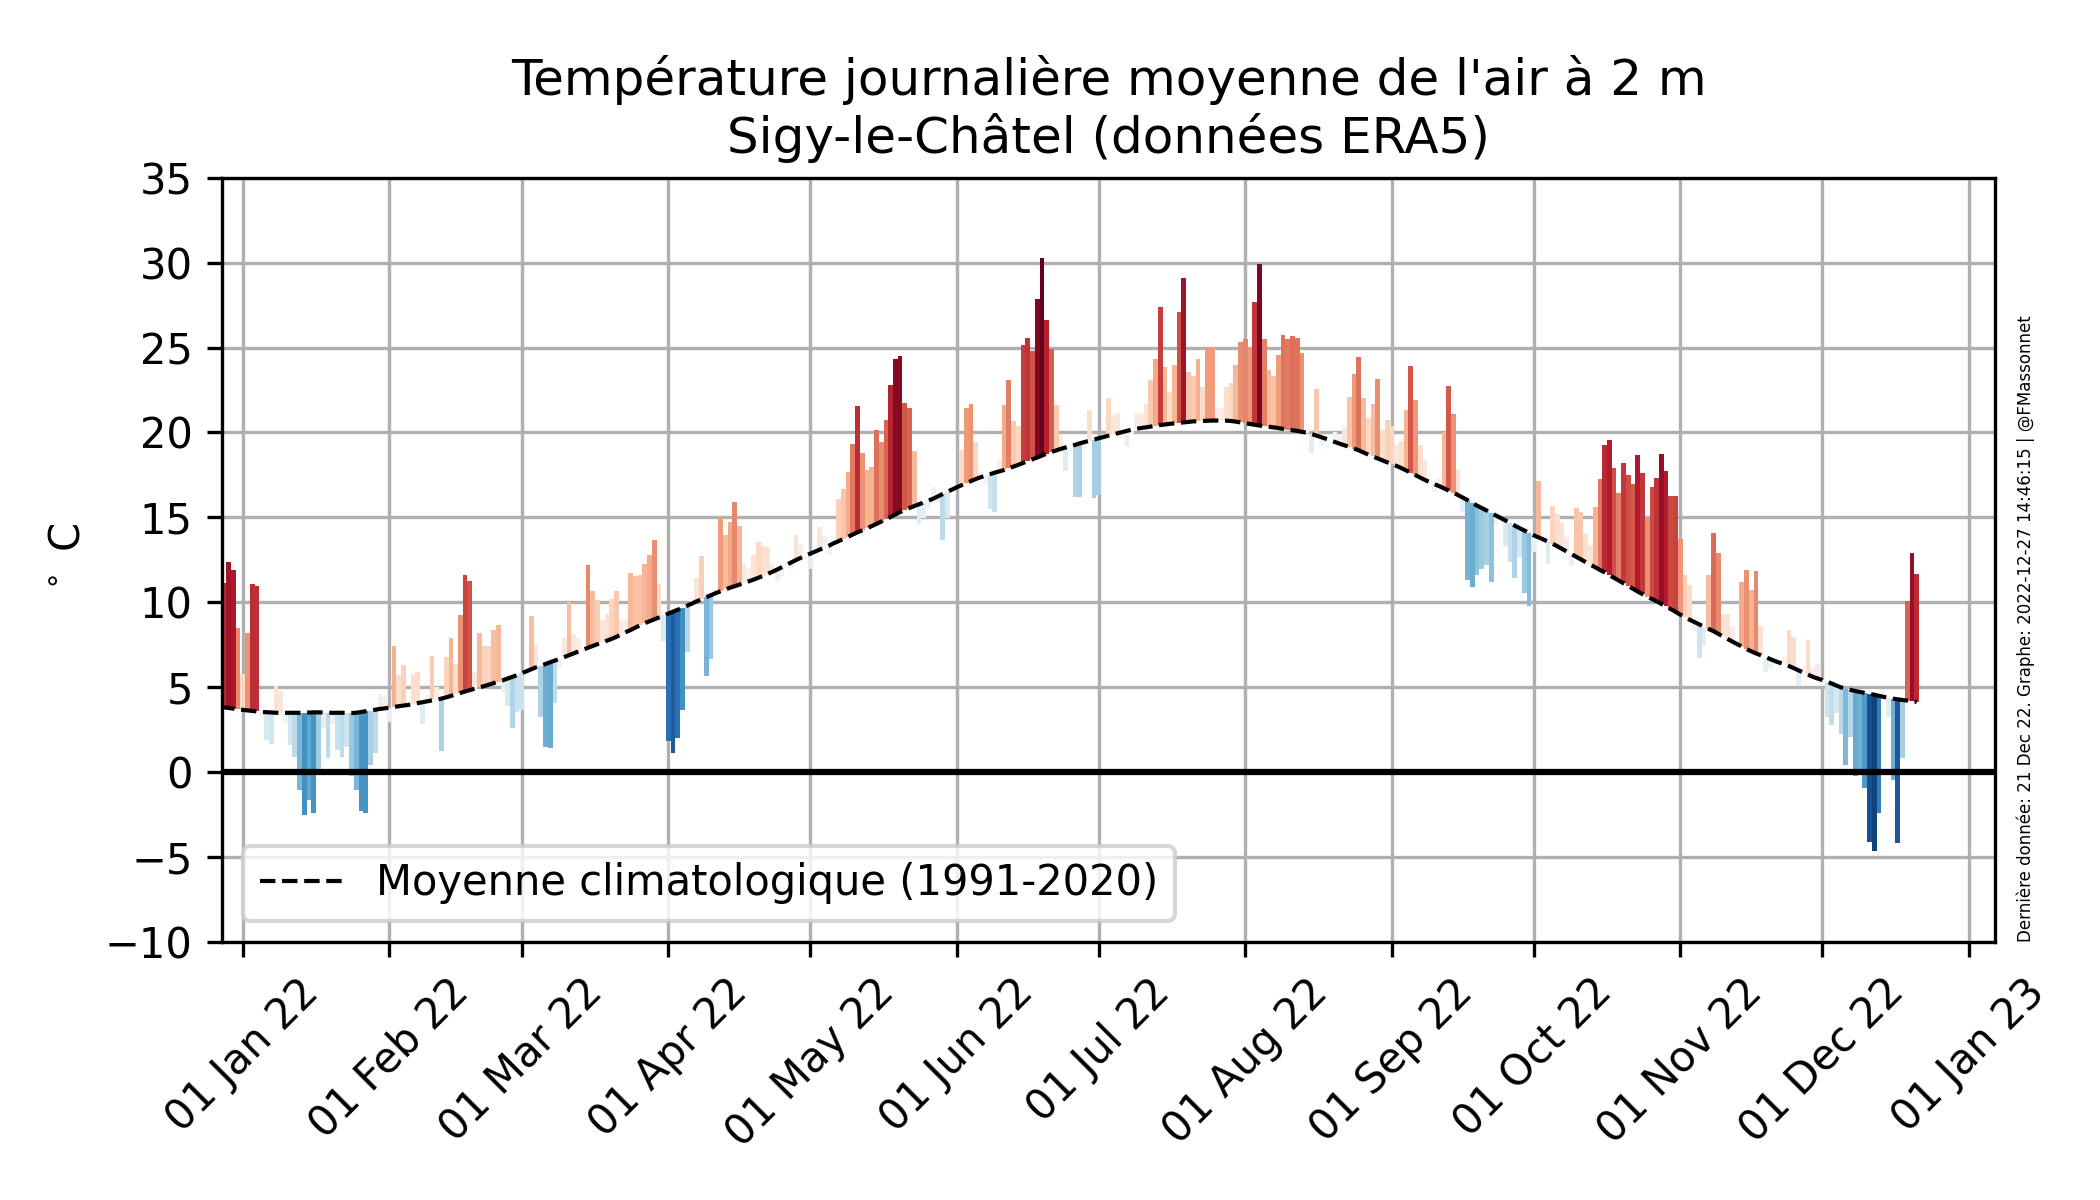 Température journalière moyenne de l'air à 2 m
Sigy-le-Châtel (données ERA5)
35
30
25
20
15
10
5
0
−5
−10
° C
Moyenne climatologique (1991-2020)
01 Jan 22
01 Feb 22
01 Mar 22
01 Apr 22
01 May 22
01 Jun 22
01 Jul 22
01 Aug 22
01 Sep 22
01 Oct 22
01 Nov 22
01 Dec 22
01 Jan 23
Dernière donnée: 21 Dec 22. Graphe: 2022-12-27 14:46:15 | @FMassonnet